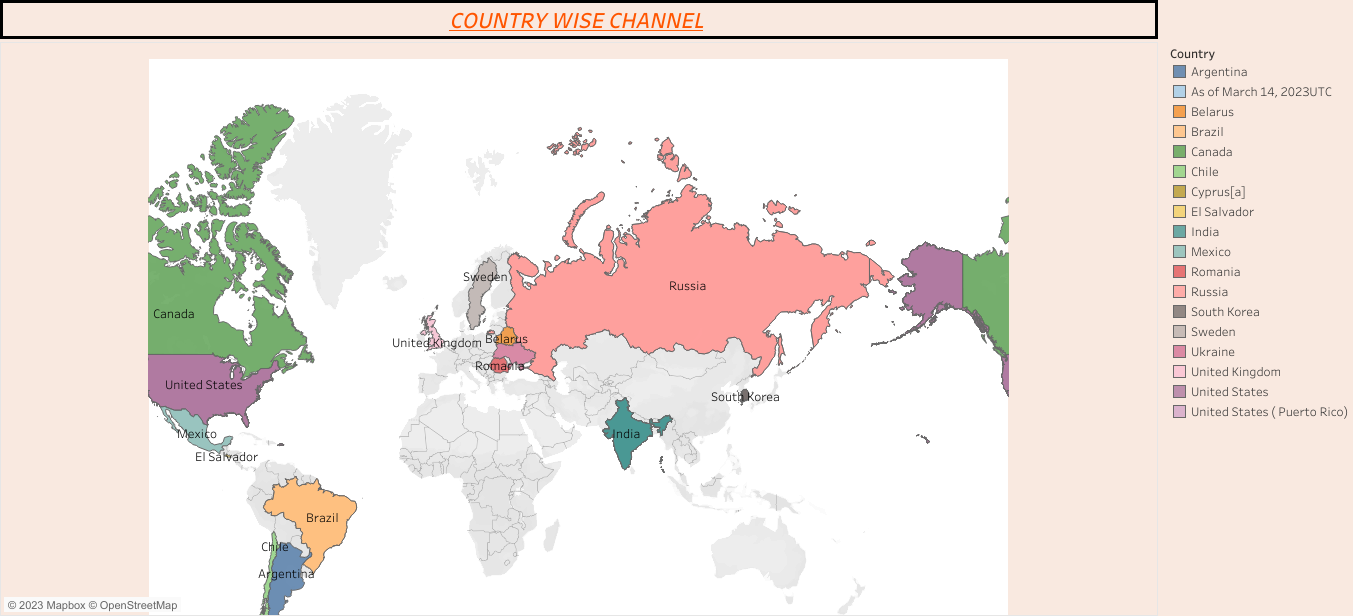 COUNTRY WISE CHANNEL
Country
Argentina
As of March 14, 2023UTC
Belarus
Brazil
Canada
Chile
Cyprus[a]
El Salvador
India
Mexico
Romania
Russia
South Korea
Sweden
Ukraine
United Kingdom
United States
United States ( Puerto Rico)
Sweden
Russia
Canada
United Kingdom
Belarus
Romania
United States
South Korea
Mexico
India
El Salvador
Brazil
Chile
Argentina
© 2023 Mapbox © OpenStreetMap